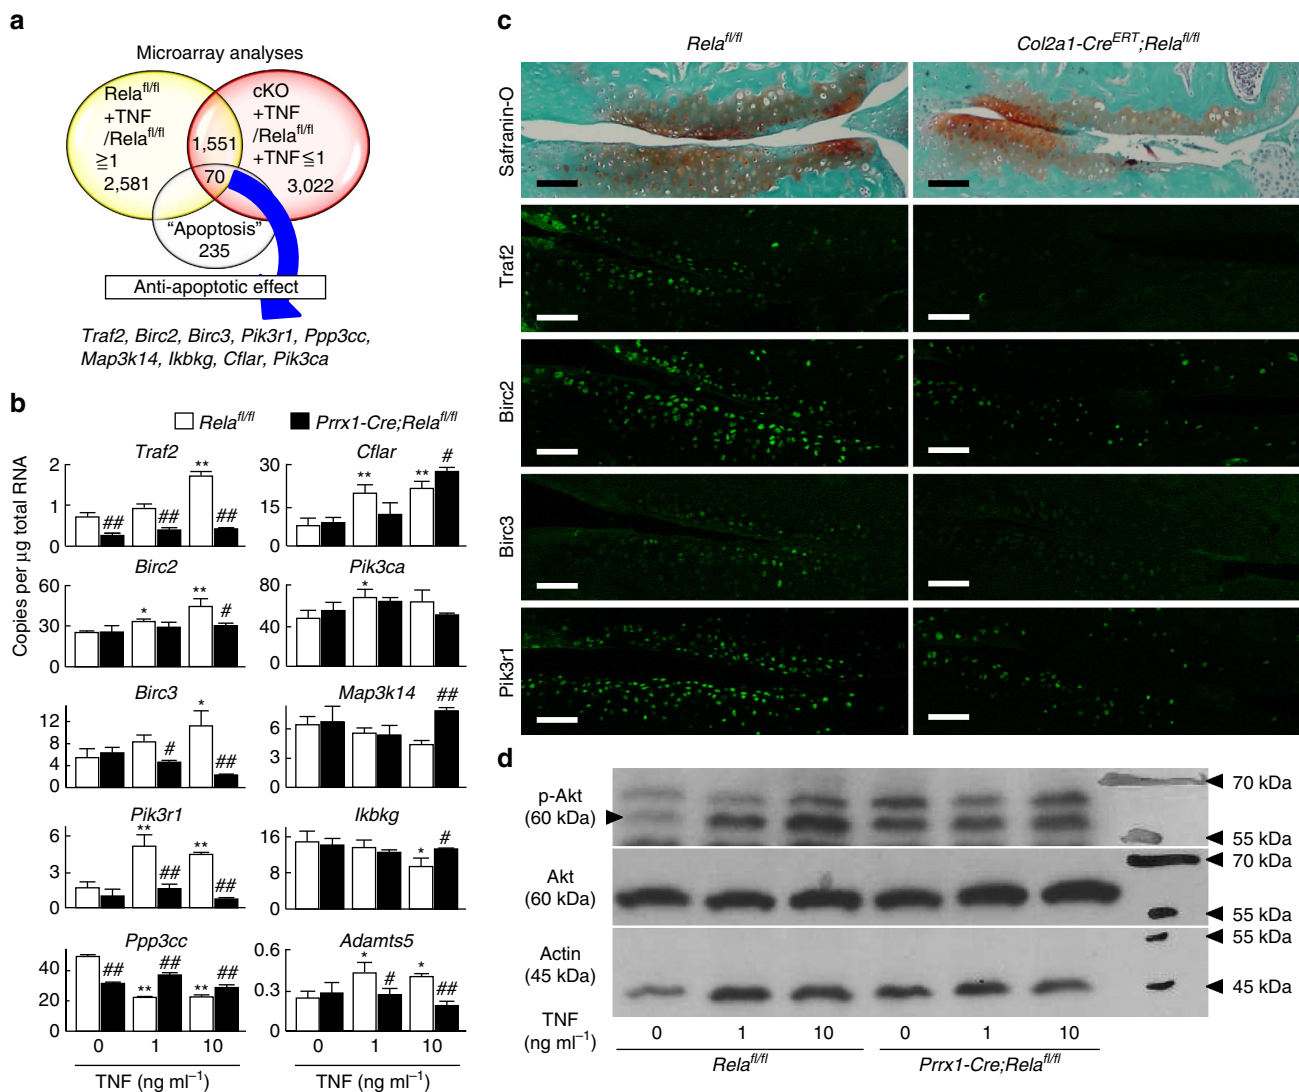 a
Microarray analyses
Rela^fl/fl
+TNF
/Rela^fl/fl
≧1
2,581
1,551
70
cKO
+TNF
/Rela^fl/fl
+TNF≦1
3,022
"Apoptosis"
235
Anti-apoptotic effect
Traf2, Birc2, Birc3, Pik3r1, Ppp3cc,
Map3k14, Ikbkg, Cflar, Pik3ca
b
Rela^fl/fl
Prrx1-Cre;Rela^fl/fl
Copies per μg total RNA
Traf2
2
1
0
##
##
**
##
Cflar
30
15
0
**
**
#
Birc2
60
30
0
*
**
#
Pik3ca
80
40
0
*
Birc3
12
8
4
0
#
*
##
Map3k14
6
3
0
##
Pik3r1
6
3
0
**
##
**
##
Ikbkg
20
10
0
*
#
Ppp3cc
40
20
0
##
**
##
**
##
Adamts5
0.6
0.3
0
*
#
*
##
0 1 10
TNF (ng ml⁻¹)
0 1 10
TNF (ng ml⁻¹)
c
Rela^fl/fl
Col2a1-Cre^ERT;Rela^fl/fl
Safranin-O
Traf2
Birc2
Birc3
Pik3r1
d
p-Akt
(60 kDa)
70 kDa
55 kDa
Akt
(60 kDa)
70 kDa
55 kDa
Actin
(45 kDa)
55 kDa
45 kDa
TNF
(ng ml⁻¹)
0 1 10 0 1 10
Rela^fl/fl
Prrx1-Cre;Rela^fl/fl